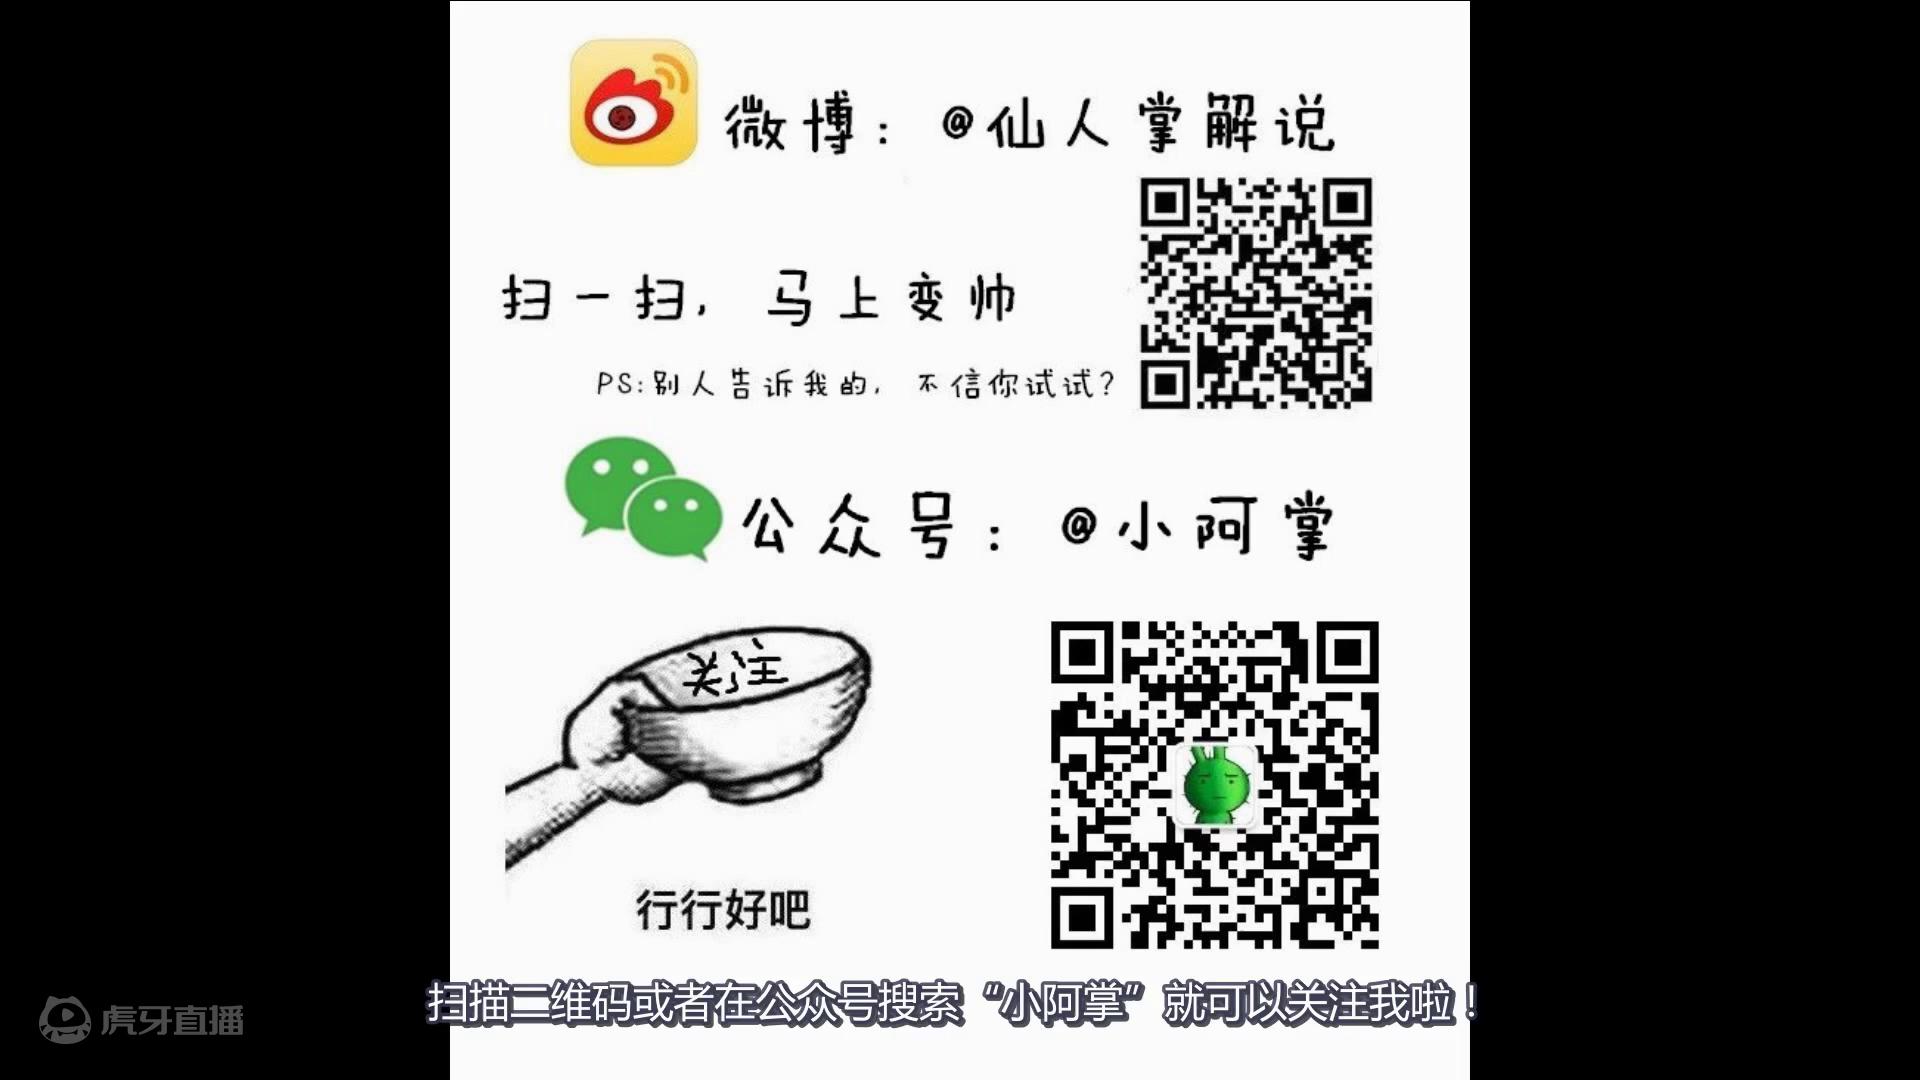 微博：@仙人掌解说
扫一扫，马上变帅
PS:别人告诉我的，不信你试试?
公众号：@小阿掌
关注
行行好吧
扫描二维码或者在公众号搜索“小阿掌”就可以关注我啦！
虎牙直播